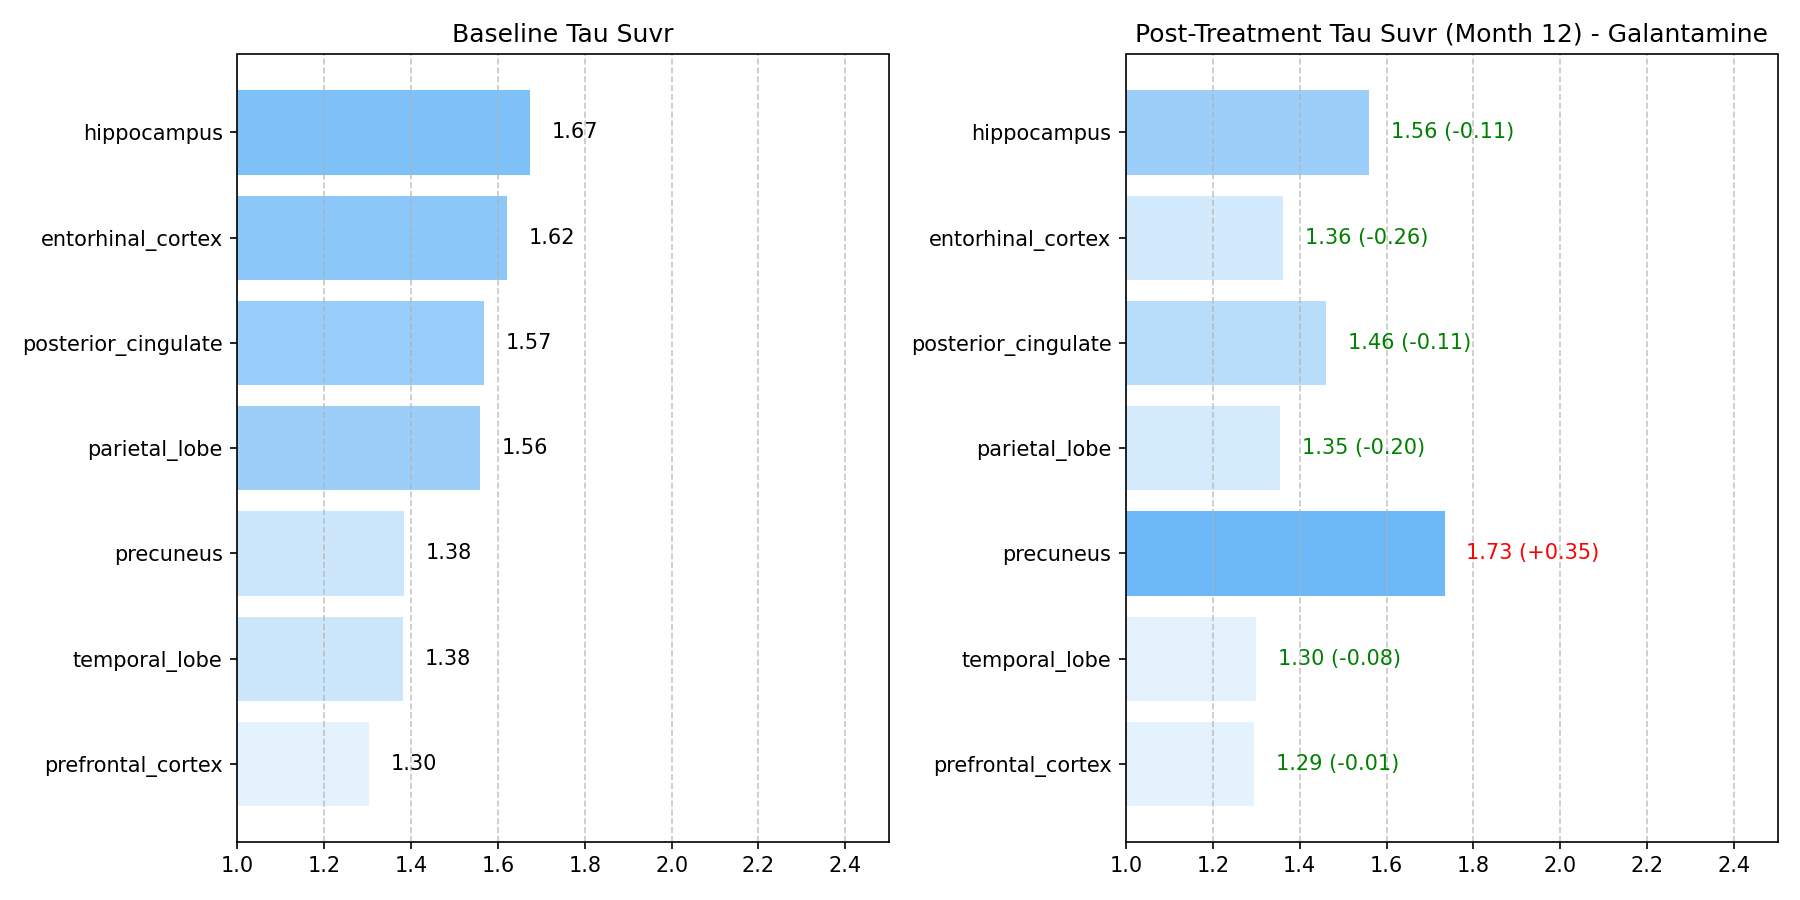 Baseline Tau Suvr
hippocampus
1.67
entorhinal_cortex
1.62
posterior_cingulate
1.57
parietal_lobe
1.56
precuneus
1.38
temporal_lobe
1.38
prefrontal_cortex
1.30
1.0 1.2 1.4 1.6 1.8 2.0 2.2 2.4
Post-Treatment Tau Suvr (Month 12) - Galantamine
hippocampus
1.56 (-0.11)
entorhinal_cortex
1.36 (-0.26)
posterior_cingulate
1.46 (-0.11)
parietal_lobe
1.35 (-0.20)
precuneus
1.73 (+0.35)
temporal_lobe
1.30 (-0.08)
prefrontal_cortex
1.29 (-0.01)
1.0 1.2 1.4 1.6 1.8 2.0 2.2 2.4